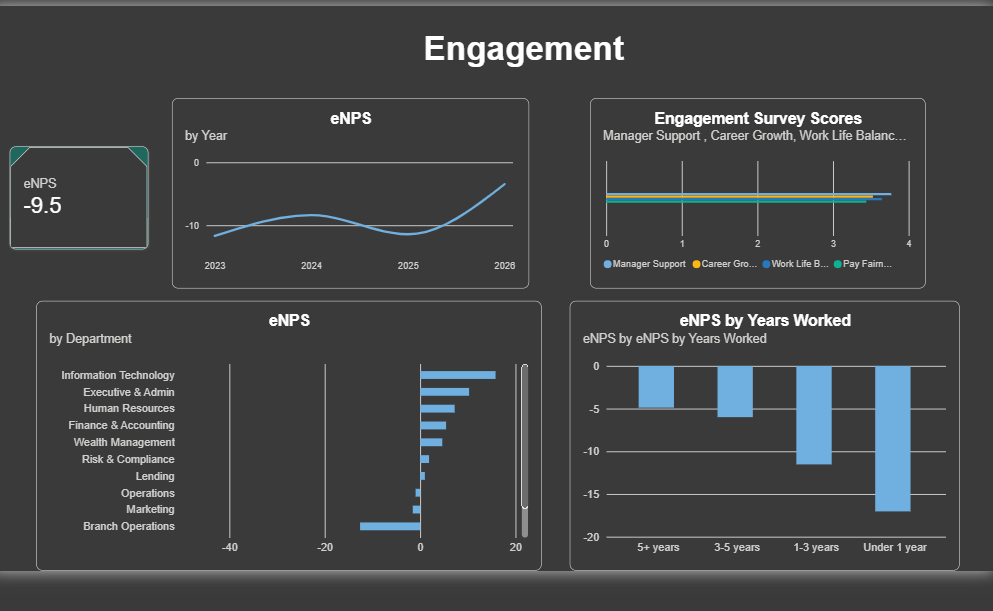 Engagement
eNPS
-9.5
eNPS
by Year
0
-10
2023 2024 2025 2026
Engagement Survey Scores
Manager Support , Career Growth, Work Life Balanc...
0 1 2 3 4
Manager Support Career Gro... Work Life B... Pay Fairn...
eNPS
by Department
Information Technology
Executive & Admin
Human Resources
Finance & Accounting
Wealth Management
Risk & Compliance
Lending
Operations
Marketing
Branch Operations
-40 -20 0 20
eNPS by Years Worked
eNPS by eNPS by Years Worked
0
-5
-10
-15
-20
5+ years 3-5 years 1-3 years Under 1 year